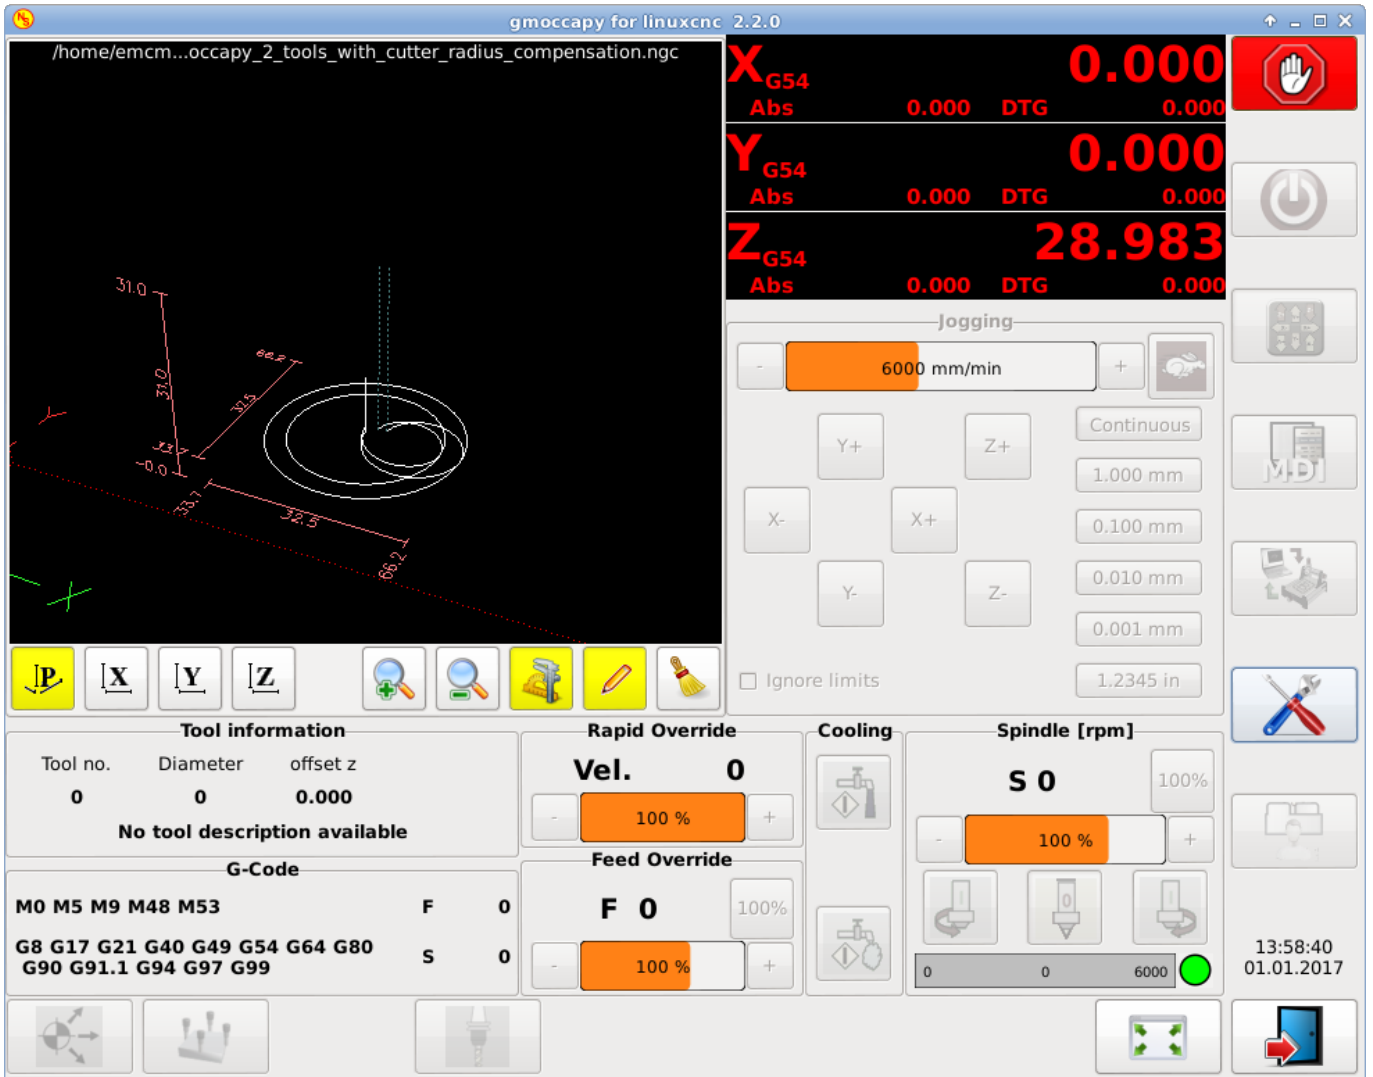 gmoccapy for linuxcnc 2.2.0
/home/emcm...occapy_2_tools_with_cutter_radius_compensation.ngc
X G54 0.000
Abs 0.000 DTG 0.000
Y G54 0.000
Abs 0.000 DTG 0.000
Z G54 28.983
Abs 0.000 DTG 0.000
31.0
31.0
66.2
32.5
33.7
-0.0
33.7
32.5
66.2
Y
X
Jogging
- 6000 mm/min +
Y+ Z+ Continuous
1.000 mm
X- X+ 0.100 mm
Y- Z- 0.010 mm
0.001 mm
Ignore limits 1.2345 in
MDI
P X Y Z
Tool information
Tool no. Diameter offset z
0 0 0.000
No tool description available
G-Code
M0 M5 M9 M48 M53 F 0
G8 G17 G21 G40 G49 G54 G64 G80 S 0
G90 G91.1 G94 G97 G99
Rapid Override
Vel. 0
- 100 % +
Feed Override
F 0 100%
- 100 % +
Cooling
Spindle [rpm]
S 0 100%
- 100 % +
0
0 0 6000
13:58:40
01.01.2017